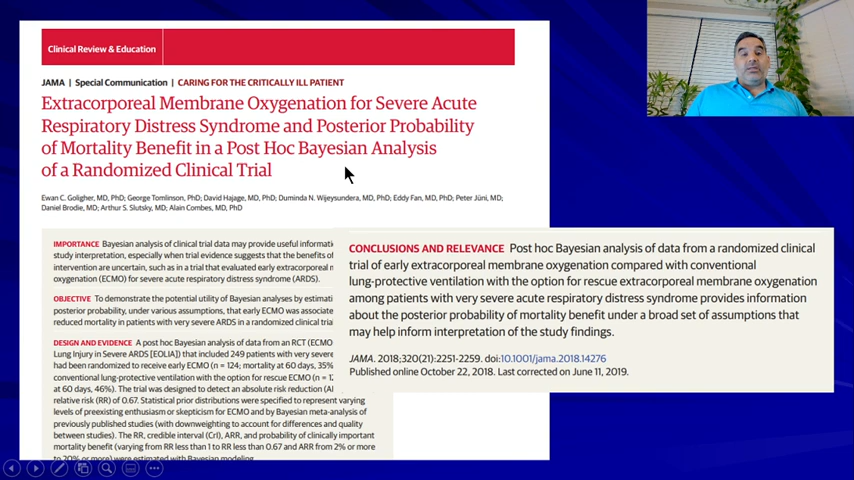 Clinical Review & Education
JAMA | Special Communication | CARING FOR THE CRITICALLY ILL PATIENT
Extracorporeal Membrane Oxygenation for Severe Acute
Respiratory Distress Syndrome and Posterior Probability
of Mortality Benefit in a Post Hoc Bayesian Analysis
of a Randomized Clinical Trial
Ewan C. Goligher, MD, PhD; George Tomlinson, PhD; David Hajage, MD, PhD; Duminda N. Wijeysundera, MD, PhD; Eddy Fan, MD, PhD; Peter Jüni, MD;
Daniel Brodie, MD; Arthur S. Slutsky, MD; Alain Combes, MD, PhD
IMPORTANCE Bayesian analysis of clinical trial data may provide useful
study interpretation, especially when trial evidence suggests that the benefits of
intervention are uncertain, such as in a trial that evaluated early extracorporeal
oxygenation (ECMO) for severe acute respiratory distress syndrome (ARDS).
OBJECTIVE To demonstrate the potential utility of Bayesian analyses by
posterior probability, under various assumptions, that early ECMO was
reduced mortality in patients with very severe ARDS in a randomized clinical
DESIGN AND EVIDENCE A post hoc Bayesian analysis of data from an RCT (ECMO
Lung Injury in Severe ARDS [EOLIA]) that included 249 patients with very severe
had been randomized to receive early ECMO (n = 124; mortality at 60 days, 35%
conventional lung-protective ventilation with the option for rescue ECMO (n =
at 60 days, 46%). The trial was designed to detect an absolute risk reduction
relative risk (RR) of 0.67. Statistical prior distributions were specified to represent varying
levels of preexisting enthusiasm or skepticism for ECMO and by Bayesian meta-analysis of
previously published studies (with downweighting to account for differences and quality
between studies). The RR, credible interval (CrI), ARR, and probability of clinically important
mortality benefit (varying from RR less than 1 to RR less than 0.67 and ARR from 2% or more
to 20% or more) were estimated with Bayesian modeling.
CONCLUSIONS AND RELEVANCE Post hoc Bayesian analysis of data from a randomized clinical
trial of early extracorporeal membrane oxygenation compared with conventional
lung-protective ventilation with the option for rescue extracorporeal membrane oxygenation
among patients with very severe acute respiratory distress syndrome provides information
about the posterior probability of mortality benefit under a broad set of assumptions that
may help inform interpretation of the study findings.
JAMA. 2018;320(21):2251-2259. doi:10.1001/jama.2018.14276
Published online October 22, 2018. Last corrected on June 11, 2019.